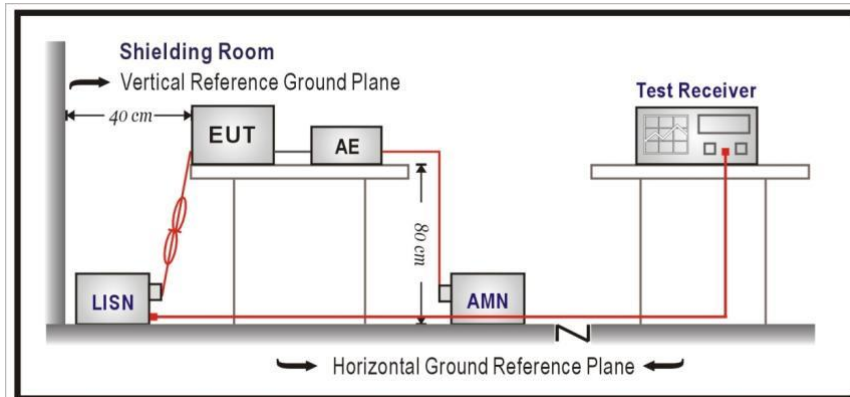 Shielding Room
Vertical Reference Ground Plane
40 cm
EUT
AE
Test Receiver
80 cm
LISN
AMN
Horizontal Ground Reference Plane